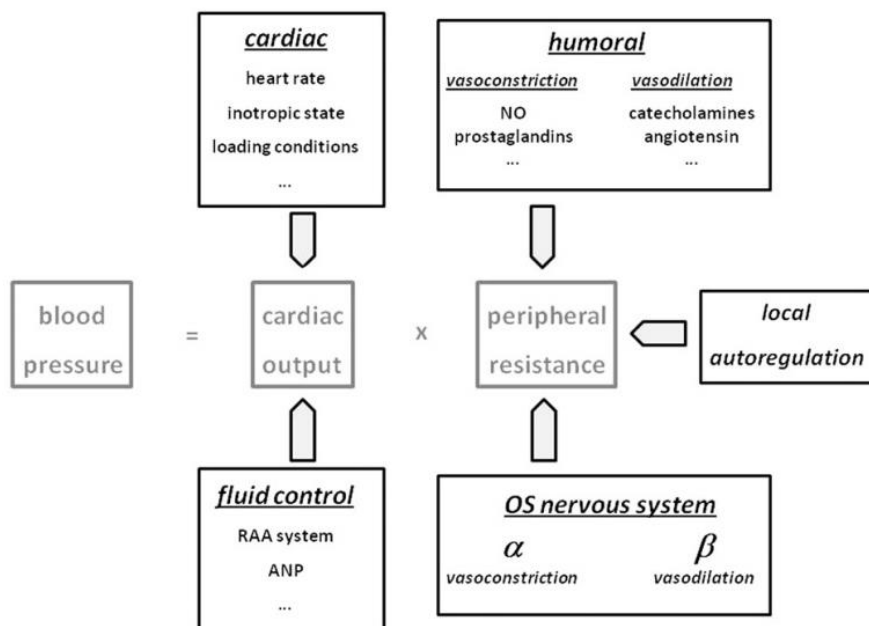 cardiac
heart rate
inotropic state
loading conditions
...
humoral
vasoconstriction
NO
prostaglandins
...
vasodilation
catecholamines
angiotensin
...
blood
pressure
=
cardiac
output
x
peripheral
resistance
local
autoregulation
fluid control
RAA system
ANP
...
OS nervous system
α
vasoconstriction
β
vasodilation